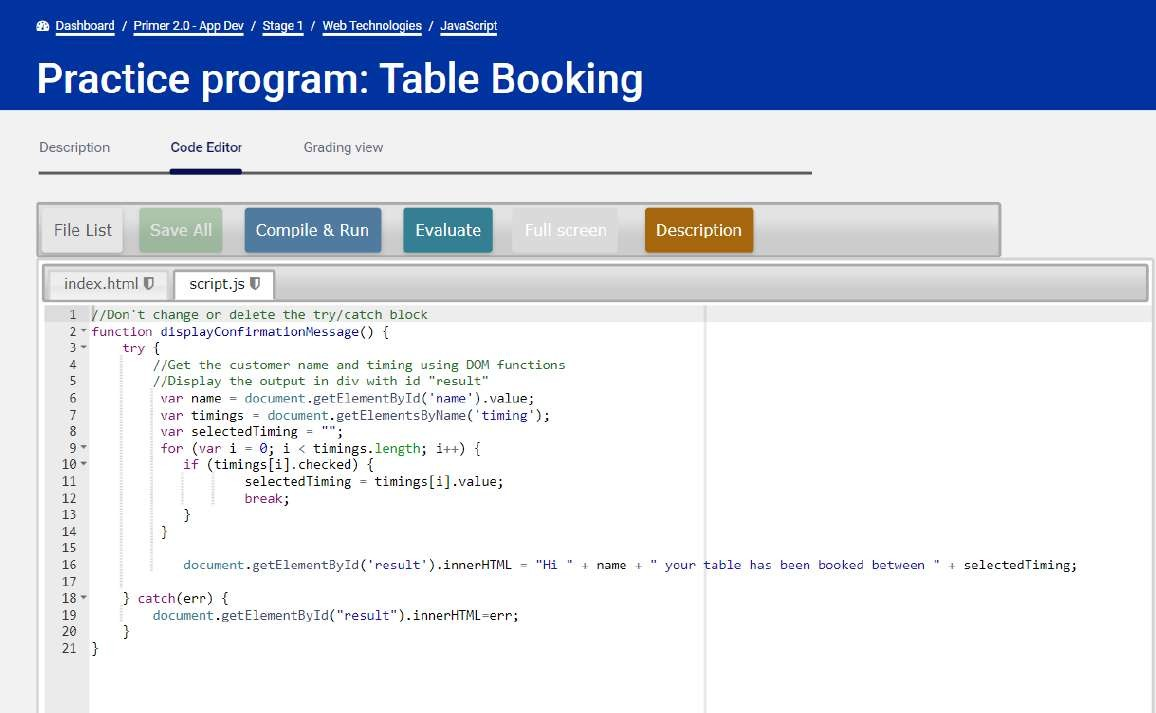 Dashboard / Primer 2.0 - App Dev / Stage 1 / Web Technologies / JavaScript
Practice program: Table Booking
Description Code Editor Grading view
File List Save All Compile & Run Evaluate Full screen Description
index.html script.js
1 //Don't change or delete the try/catch block
2 function displayConfirmationMessage() {
3 try {
4 //Get the customer name and timing using DOM functions
5 //Display the output in div with id "result"
6 var name = document.getElementById('name').value;
7 var timings = document.getElementsByName('timing');
8 var selectedTiming = "";
9 for (var i = 0; i < timings.length; i++) {
10 if (timings[i].checked) {
11 selectedTiming = timings[i].value;
12 break;
13 }
14 }
15
16 document.getElementById('result').innerHTML = "Hi " + name + " your table has been booked between " + selectedTiming;
17
18 } catch(err) {
19 document.getElementById("result").innerHTML=err;
20 }
21 }